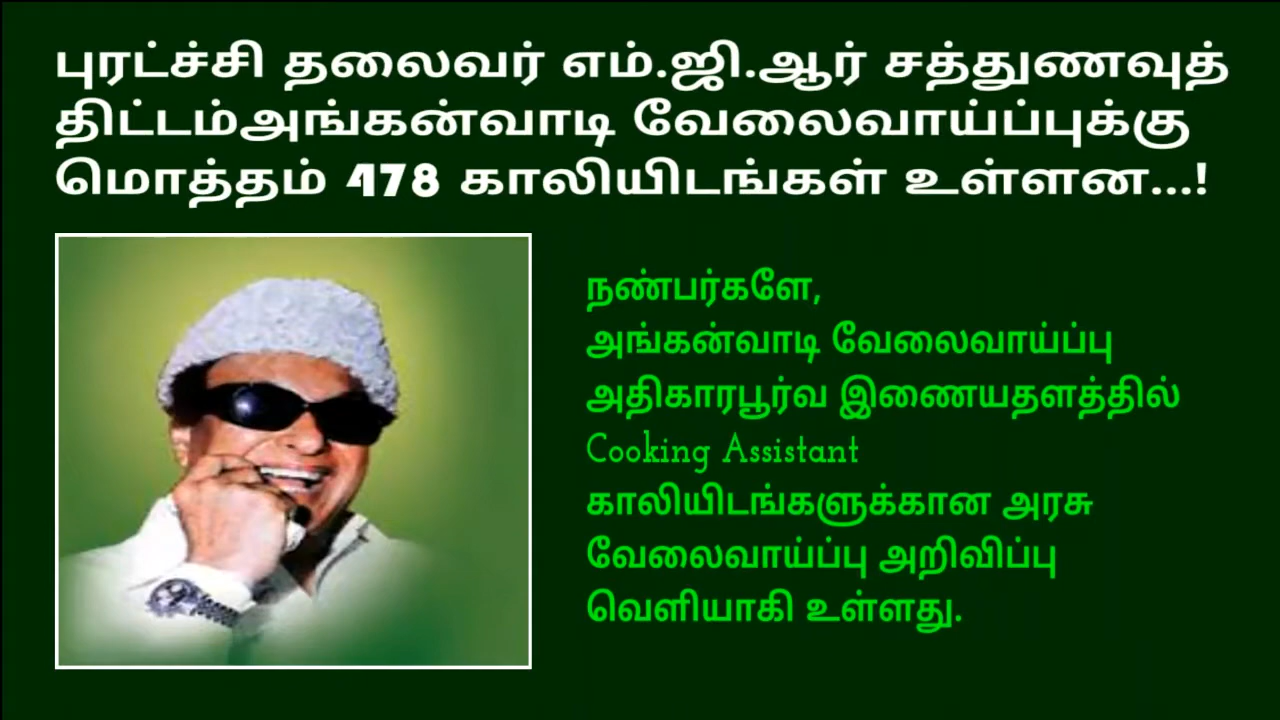 புரட்ச்சி தலைவர் எம்.ஜி.ஆர் சத்துணவுத்
திட்டம்அங்கன்வாடி வேலைவாய்ப்புக்கு
மொத்தம் 478 காலியிடங்கள் உள்ளன...!
நண்பர்களே,
அங்கன்வாடி வேலைவாய்ப்பு
அதிகாரபூர்வ இணையதளத்தில்
Cooking Assistant
காலியிடங்களுக்கான அரசு
வேலைவாய்ப்பு அறிவிப்பு
வெளியாகி உள்ளது.